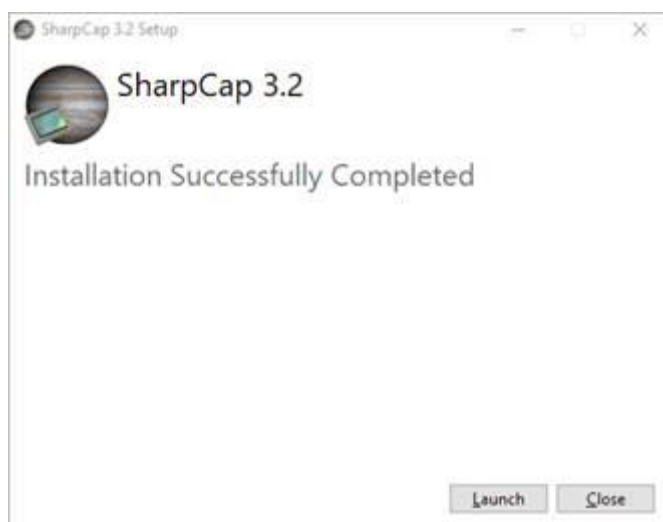 SharpCap 3.2 Setup
SharpCap 3.2
Installation Successfully Completed
Launch
Close